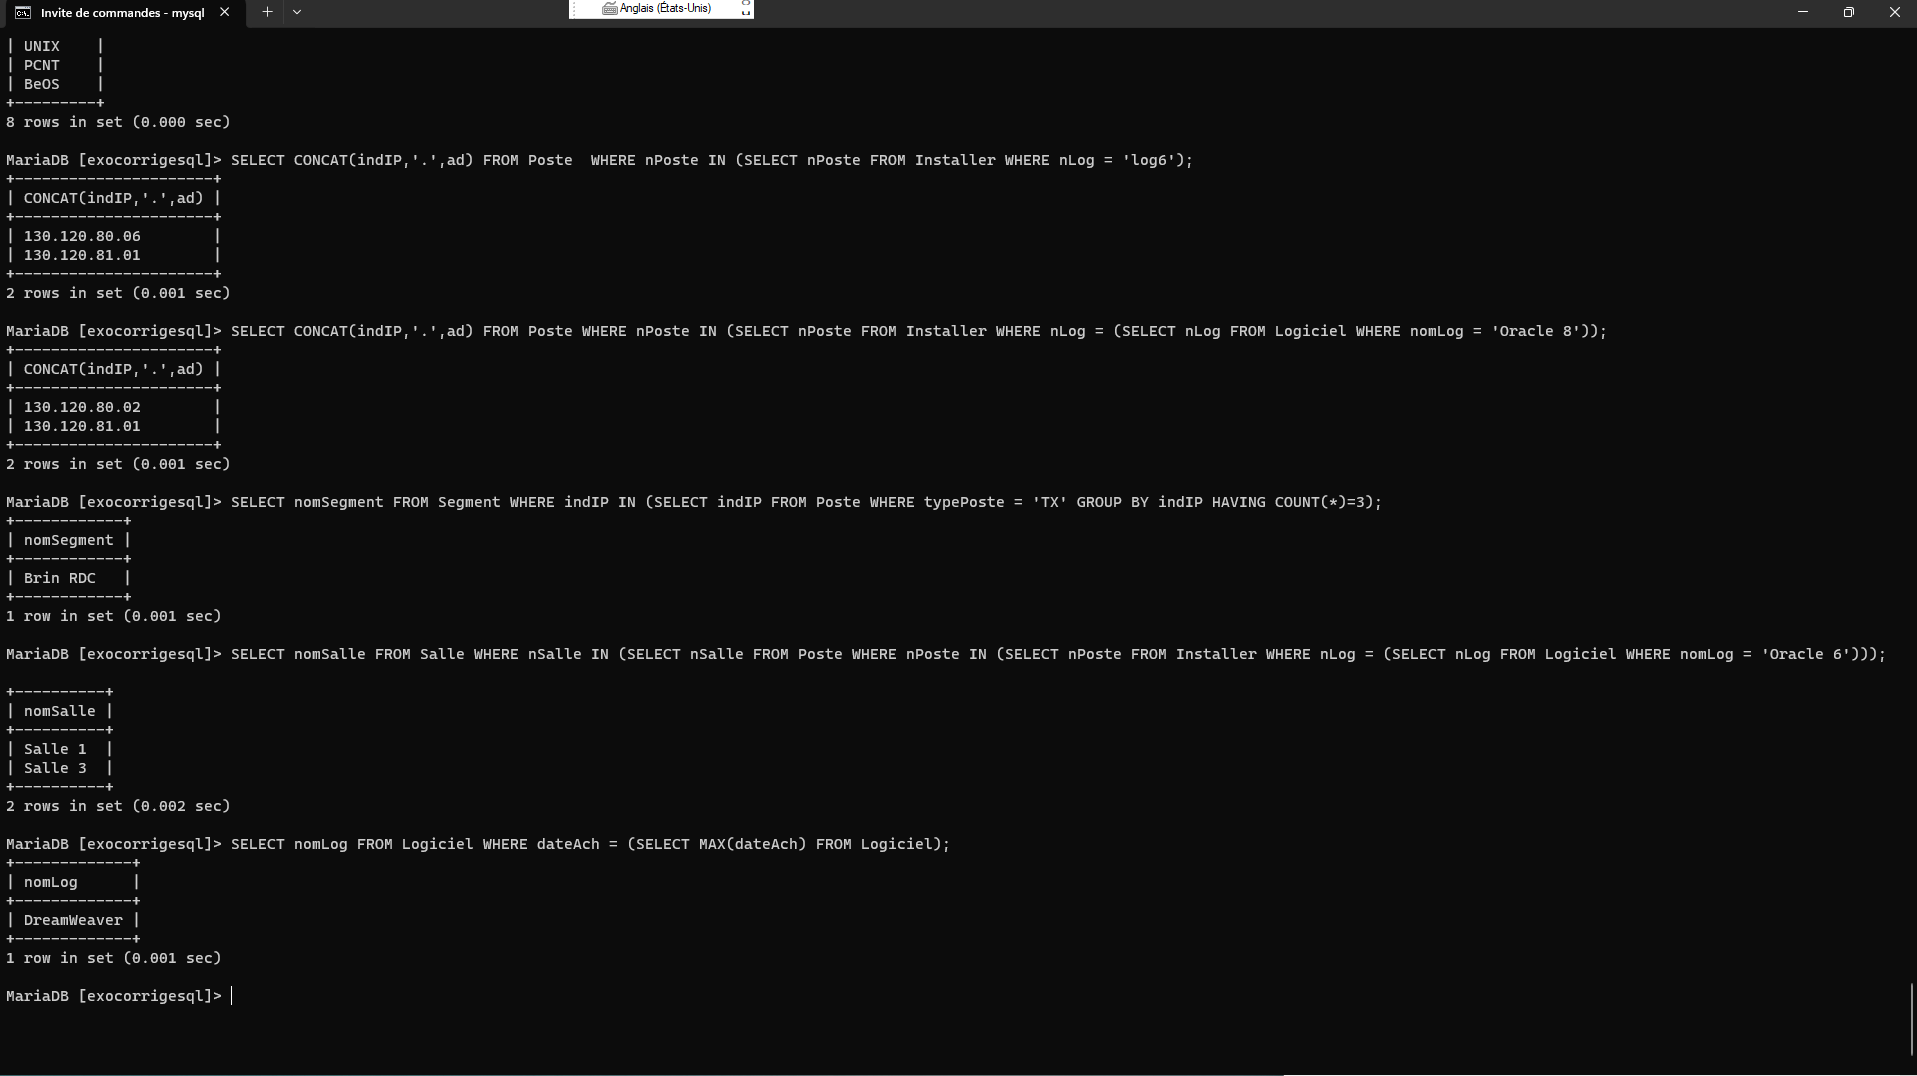 Invite de commandes - mysql
Anglais (États-Unis)
| UNIX    |
| PCNT    |
| BeOS    |
+---------+
8 rows in set (0.000 sec)
MariaDB [exocorrigesql]> SELECT CONCAT(indIP,'.',ad) FROM Poste  WHERE nPoste IN (SELECT nPoste FROM Installer WHERE nLog = 'log6');
+----------------------+
| CONCAT(indIP,'.',ad) |
+----------------------+
| 130.120.80.06        |
| 130.120.81.01        |
+----------------------+
2 rows in set (0.001 sec)
MariaDB [exocorrigesql]> SELECT CONCAT(indIP,'.',ad) FROM Poste WHERE nPoste IN (SELECT nPoste FROM Installer WHERE nLog = (SELECT nLog FROM Logiciel WHERE nomLog = 'Oracle 8'));
+----------------------+
| CONCAT(indIP,'.',ad) |
+----------------------+
| 130.120.80.02        |
| 130.120.81.01        |
+----------------------+
2 rows in set (0.001 sec)
MariaDB [exocorrigesql]> SELECT nomSegment FROM Segment WHERE indIP IN (SELECT indIP FROM Poste WHERE typePoste = 'TX' GROUP BY indIP HAVING COUNT(*)=3);
+------------+
| nomSegment |
+------------+
| Brin RDC   |
+------------+
1 row in set (0.001 sec)
MariaDB [exocorrigesql]> SELECT nomSalle FROM Salle WHERE nSalle IN (SELECT nSalle FROM Poste WHERE nPoste IN (SELECT nPoste FROM Installer WHERE nLog = (SELECT nLog FROM Logiciel WHERE nomLog = 'Oracle 6')));
+----------+
| nomSalle |
+----------+
| Salle 1  |
| Salle 3  |
+----------+
2 rows in set (0.002 sec)
MariaDB [exocorrigesql]> SELECT nomLog FROM Logiciel WHERE dateAch = (SELECT MAX(dateAch) FROM Logiciel);
+-------------+
| nomLog      |
+-------------+
| DreamWeaver |
+-------------+
1 row in set (0.001 sec)
MariaDB [exocorrigesql]>